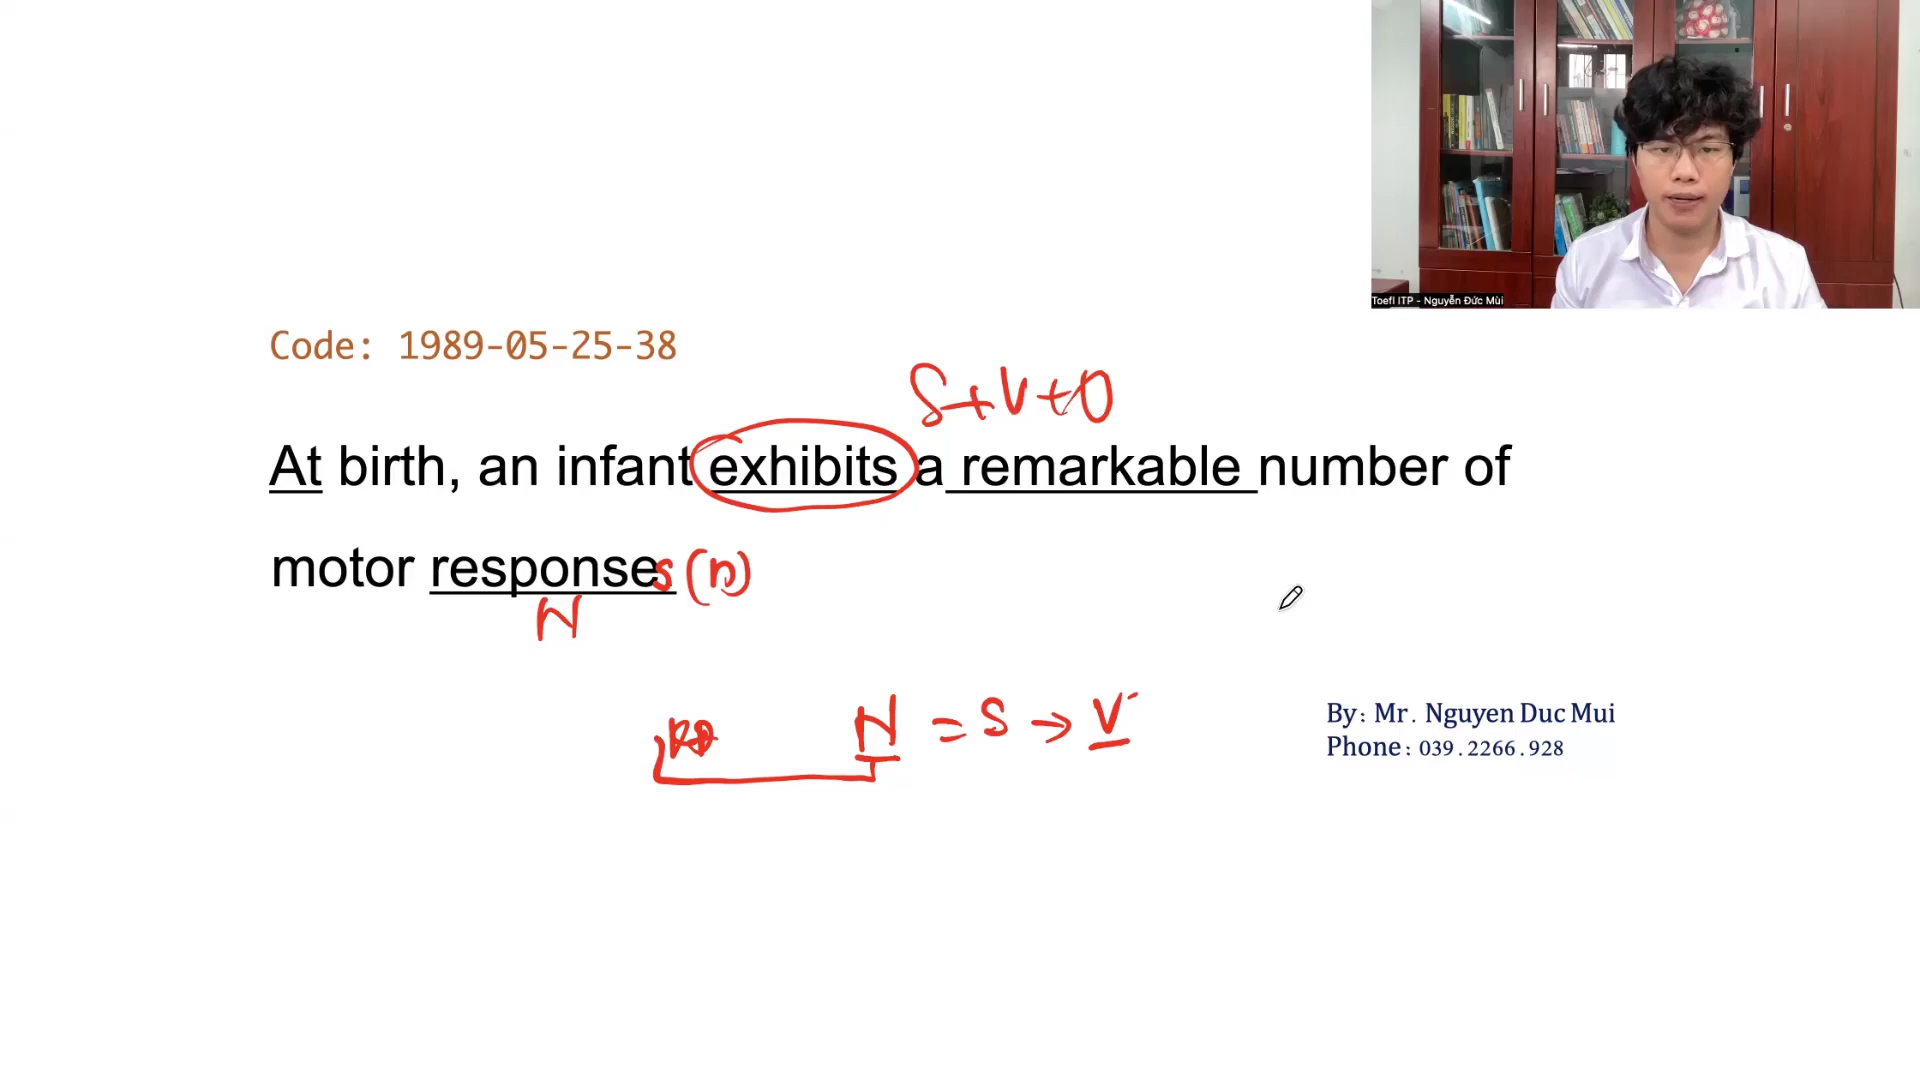 Toefl ITP - Nguyễn Đức Mùi
Code: 1989-05-25-38
S+V+O
At birth, an infant exhibits a remarkable number of
motor responses (n)
N
N = S → V
By: Mr. Nguyen Duc Mui
Phone: 039.2266.928